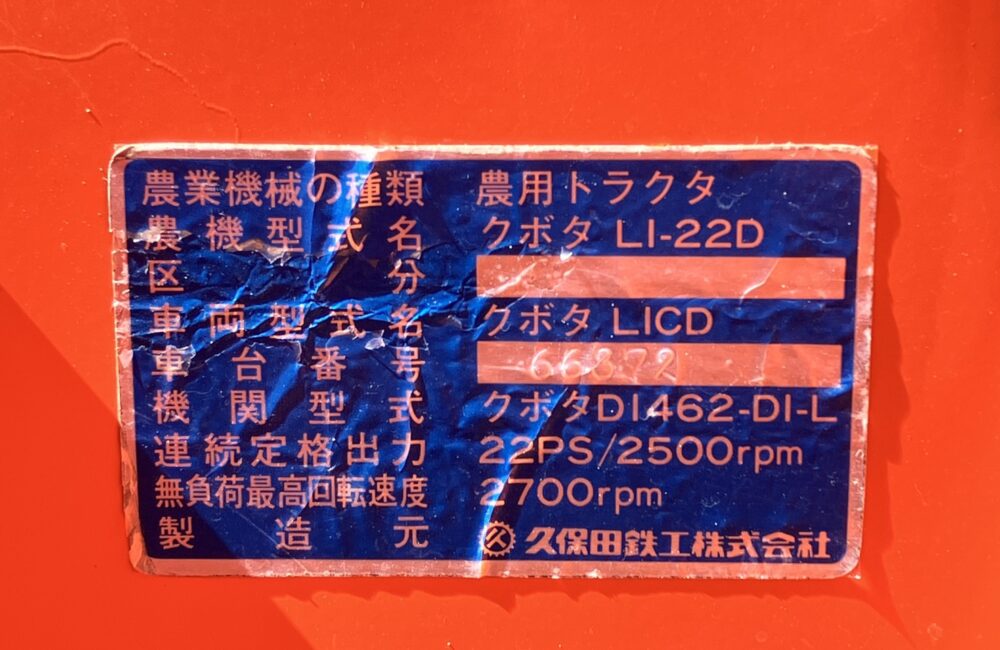 農業機械の種類 農用トラクタ
農機型式名 クボタ L1-22D
区分
車両型式名 クボタ L1CD
車台番号 66872
機関型式 クボタD1462-DI-L
連続定格出力 22PS/2500rpm
無負荷最高回転速度 2700rpm
製造元 久保田鉄工株式会社